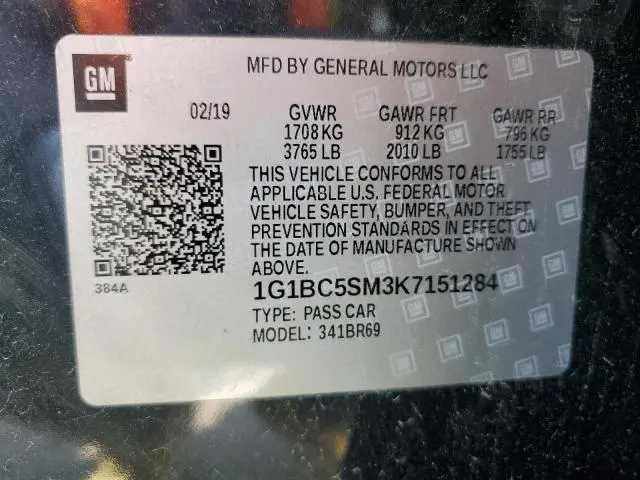 GM
MFD BY GENERAL MOTORS LLC
02/19 GVWR GAWR FRT GAWR RR
1708 KG 912 KG 796 KG
3765 LB 2010 LB 1755 LB
THIS VEHICLE CONFORMS TO ALL
APPLICABLE U.S. FEDERAL MOTOR
VEHICLE SAFETY, BUMPER, AND THEFT
PREVENTION STANDARDS IN EFFECT ON
THE DATE OF MANUFACTURE SHOWN
ABOVE.
384A
1G1BC5SM3K7151284
TYPE: PASS CAR
MODEL: 341BR69